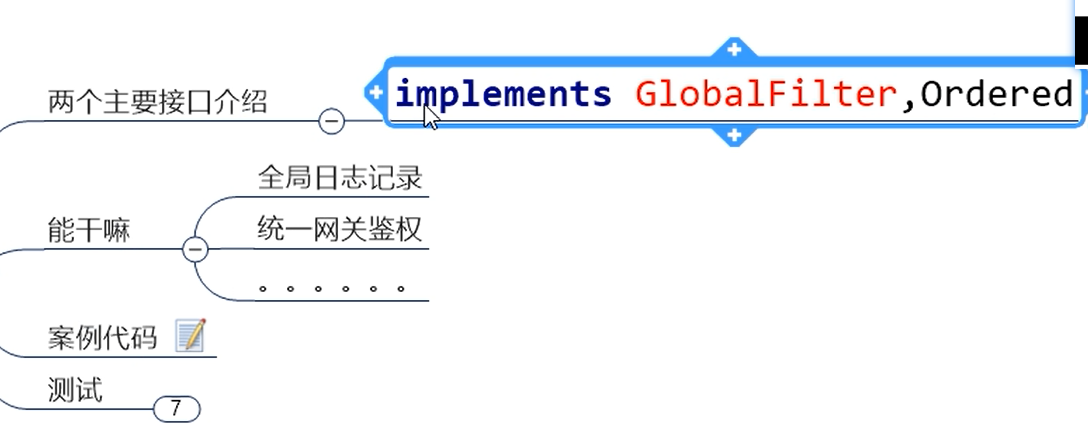 两个主要接口介绍
implements GlobalFilter,Ordered
能干嘛
全局日志记录
统一网关鉴权
。。。。。。
案例代码
测试
7